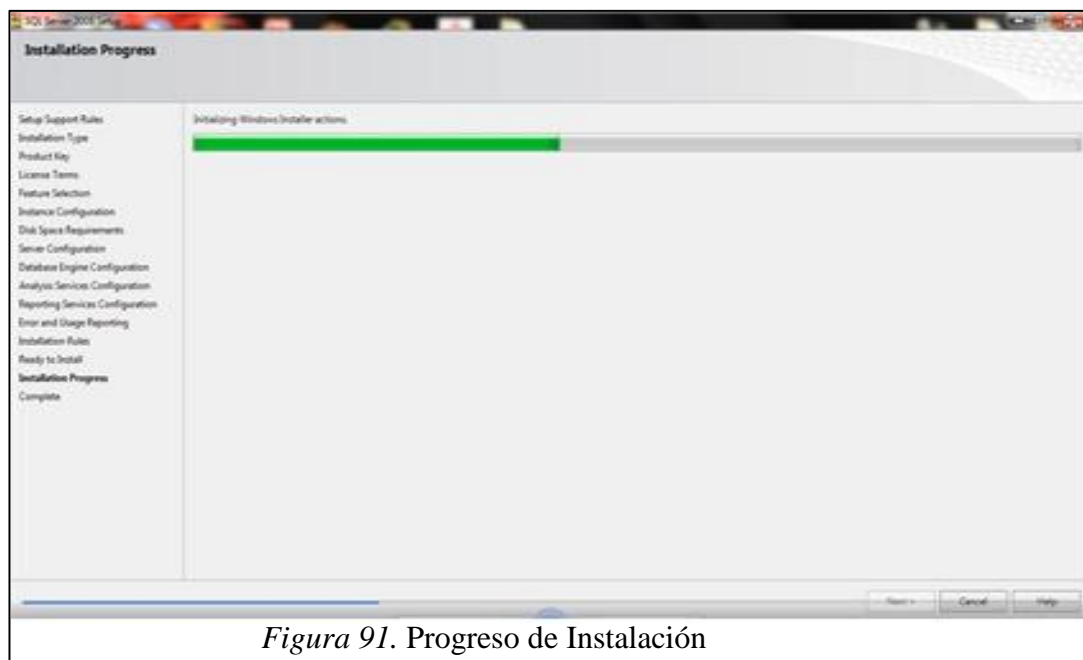 SQL Server 2008 Setup
Installation Progress
Setup Support Rules
Installation Type
Product Key
License Terms
Feature Selection
Instance Configuration
Disk Space Requirements
Server Configuration
Database Engine Configuration
Analysis Services Configuration
Reporting Services Configuration
Error and Usage Reporting
Installation Rules
Ready to Install
Installation Progress
Complete
Initializing Windows Installer actions
Next >
Cancel
Help
Figura 91. Progreso de Instalación